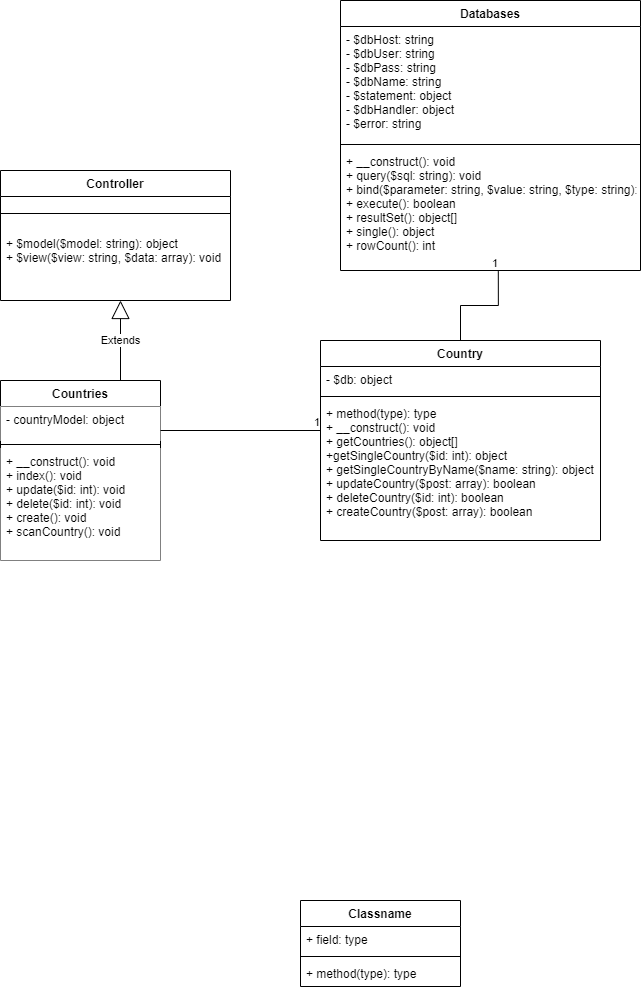 Databases
- $dbHost: string
- $dbUser: string
- $dbPass: string
- $dbName: string
- $statement: object
- $dbHandler: object
- $error: string
+ __construct(): void
+ query($sql: string): void
+ bind($parameter: string, $value: string, $type: string):
+ execute(): boolean
+ resultSet(): object[]
+ single(): object
+ rowCount(): int
1
Controller
+ $model($model: string): object
+ $view($view: string, $data: array): void
Extends
Countries
- countryModel: object
+ __construct(): void
+ index(): void
+ update($id: int): void
+ delete($id: int): void
+ create(): void
+ scanCountry(): void
1
Country
- $db: object
+ method(type): type
+ __construct(): void
+ getCountries(): object[]
+getSingleCountry($id: int): object
+ getSingleCountryByName($name: string): object
+ updateCountry($post: array): boolean
+ deleteCountry($id: int): boolean
+ createCountry($post: array): boolean
Classname
+ field: type
+ method(type): type